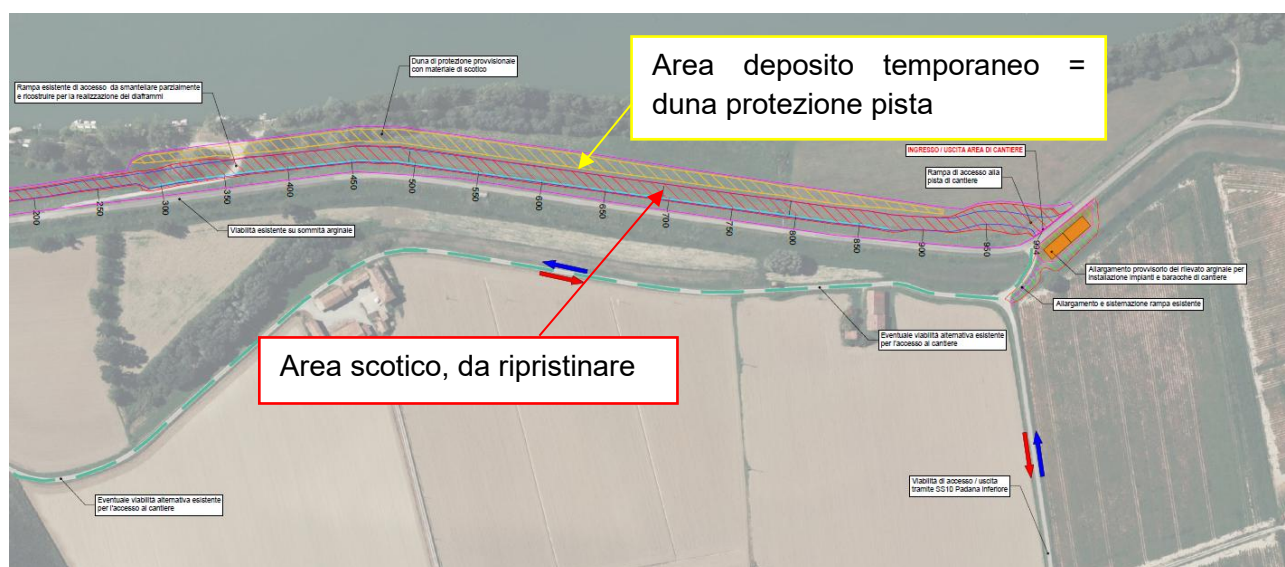 Area deposito temporaneo =
duna protezione pista
Duna di protezione provvisionale
con materiale di scotico
Rampa esistente di accesso da smantellare parzialmente
e ricostruire per la realizzazione dei diaframmi
INGRESSO / USCITA AREA DI CANTIERE
Rampa di accesso alla
pista di cantiere
200
250
300
350
400
450
500
550
600
650
700
750
800
850
900
950
994
Viabilità esistente su sommità arginale
Allargamento provvisorio del rilevato arginale per
installazione impianti e baracche di cantiere
Allargamento e sistemazione rampa esistente
Eventuale viabilità alternativa esistente
per l'accesso al cantiere
Area scotico, da ripristinare
Viabilità di accesso / uscita
tramite SS10 Padana inferiore
Eventuale viabilità alternativa esistente
per l'accesso al cantiere